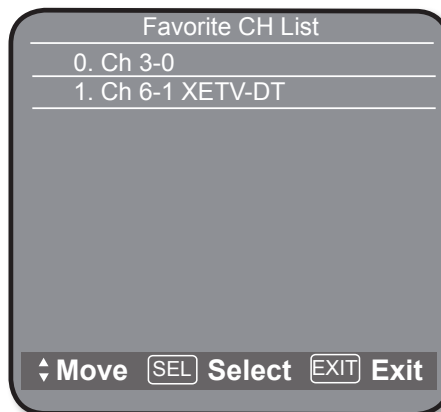 Favorite CH List
0. Ch 3-0
1. Ch 6-1 XETV-DT
Move SEL Select EXIT Exit